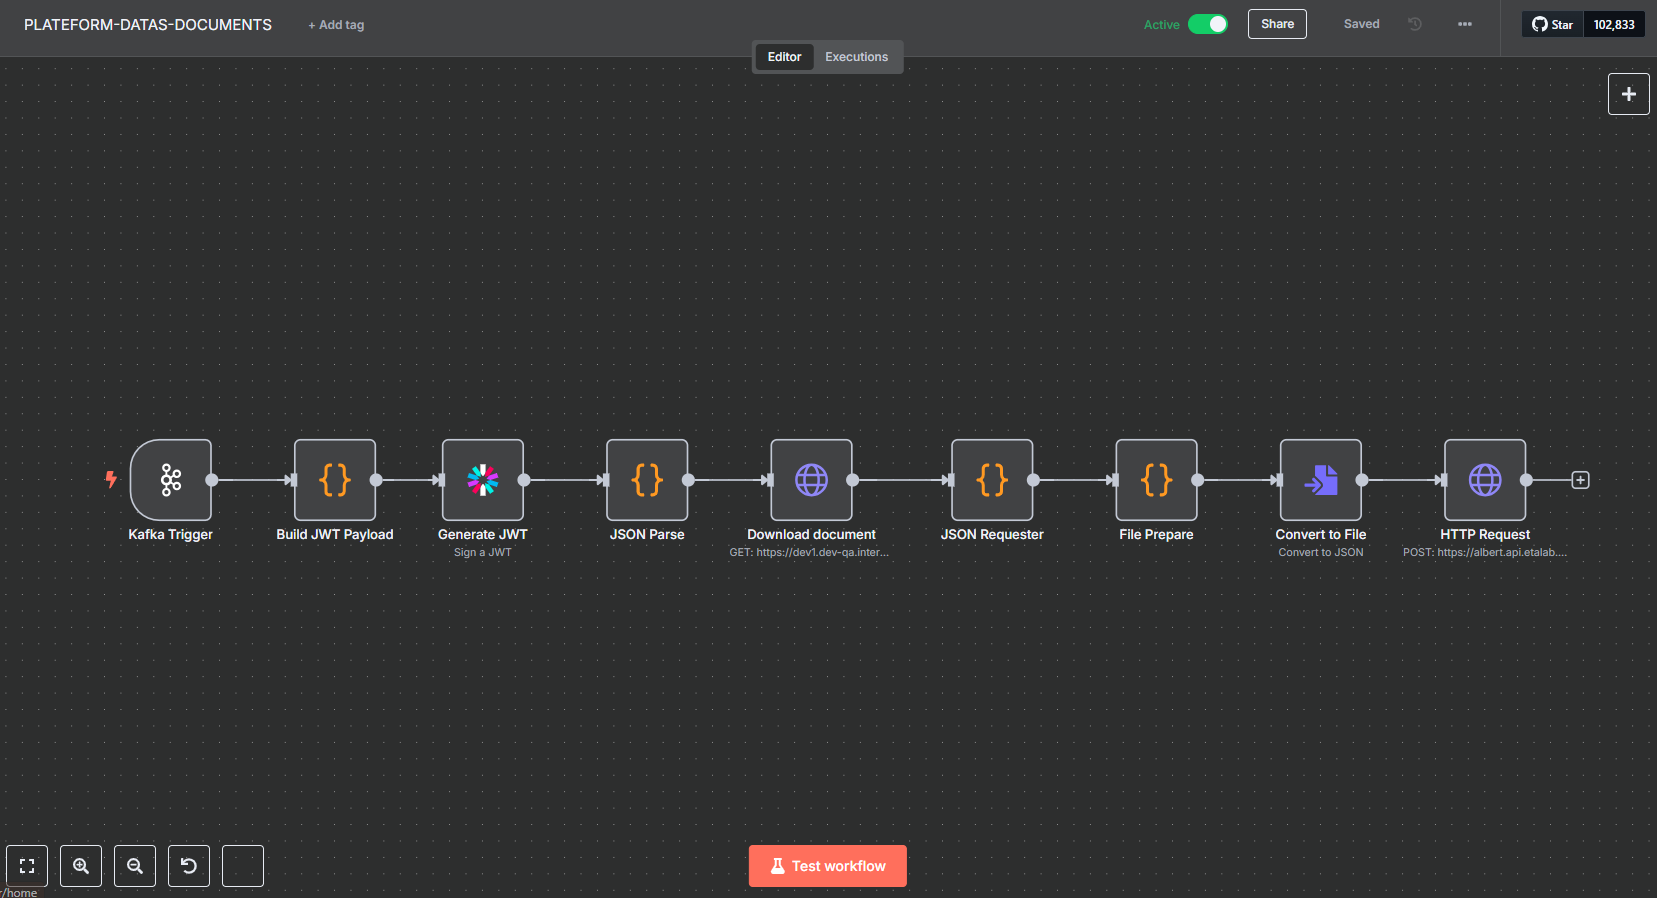 PLATEFORM-DATAS-DOCUMENTS
+ Add tag
Active
Share
Saved
Star
102,833
Editor
Executions
Kafka Trigger
Build JWT Payload
Generate JWT
Sign a JWT
JSON Parse
Download document
GET: https://dev1.dev-qa.inter...
JSON Requester
File Prepare
Convert to File
Convert to JSON
HTTP Request
POST: https://albert.api.etalab....
Test workflow
/home